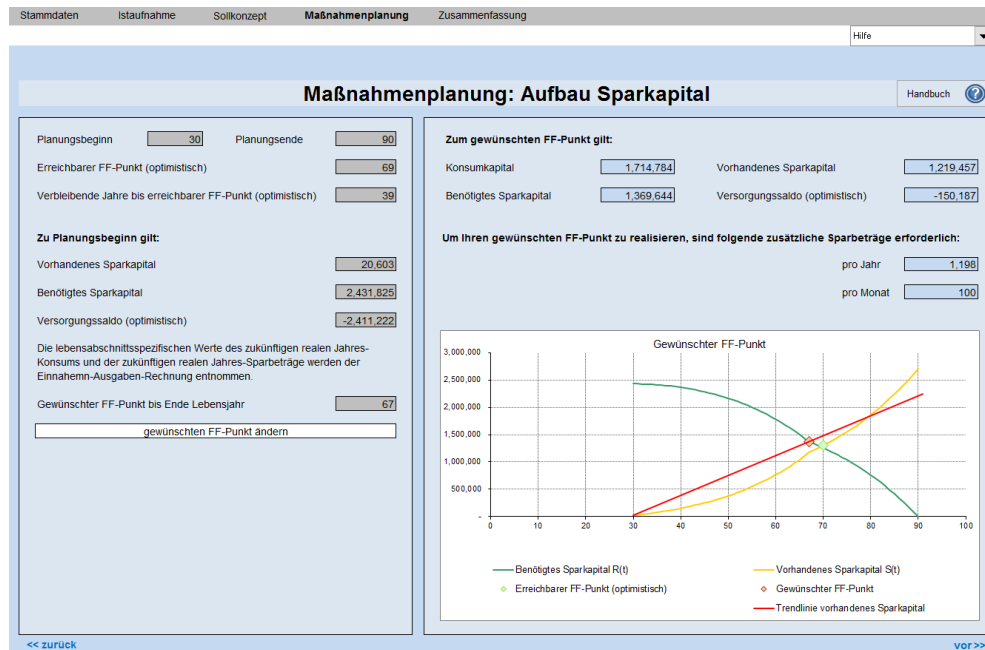 Stammdaten Istaufnahme Sollkonzept Maßnahmenplanung Zusammenfassung
Hilfe
Maßnahmenplanung: Aufbau Sparkapital
Handbuch ?
Planungsbeginn 30 Planungsende 90
Erreichbarer FF-Punkt (optimistisch) 69
Verbleibende Jahre bis erreichbarer FF-Punkt (optimistisch) 39
Zu Planungsbeginn gilt:
Vorhandenes Sparkapital 20,603
Benötigtes Sparkapital 2,431,825
Versorgungssaldo (optimistisch) -2,411,222
Die lebensabschnittsspezifischen Werte des zukünftigen realen Jahres-
Konsums und der zukünftigen realen Jahres-Sparbeträge werden der
Einnahemn-Ausgaben-Rechnung entnommen.
Gewünschter FF-Punkt bis Ende Lebensjahr 67
gewünschten FF-Punkt ändern
Zum gewünschten FF-Punkt gilt:
Konsumkapital 1,714,784 Vorhandenes Sparkapital 1,219,457
Benötigtes Sparkapital 1,369,644 Versorgungssaldo (optimistisch) -150,187
Um Ihren gewünschten FF-Punkt zu realisieren, sind folgende zusätzliche Sparbeträge erforderlich:
pro Jahr 1,198
pro Monat 100
Gewünschter FF-Punkt
3,000,000
2,500,000
2,000,000
1,500,000
1,000,000
500,000
-
0 10 20 30 40 50 60 70 80 90 100
Benötigtes Sparkapital R(t) Vorhandenes Sparkapital S(t)
Erreichbarer FF-Punkt (optimistisch) Gewünschter FF-Punkt
Trendlinie vorhandenes Sparkapital
<< zurück vor >>